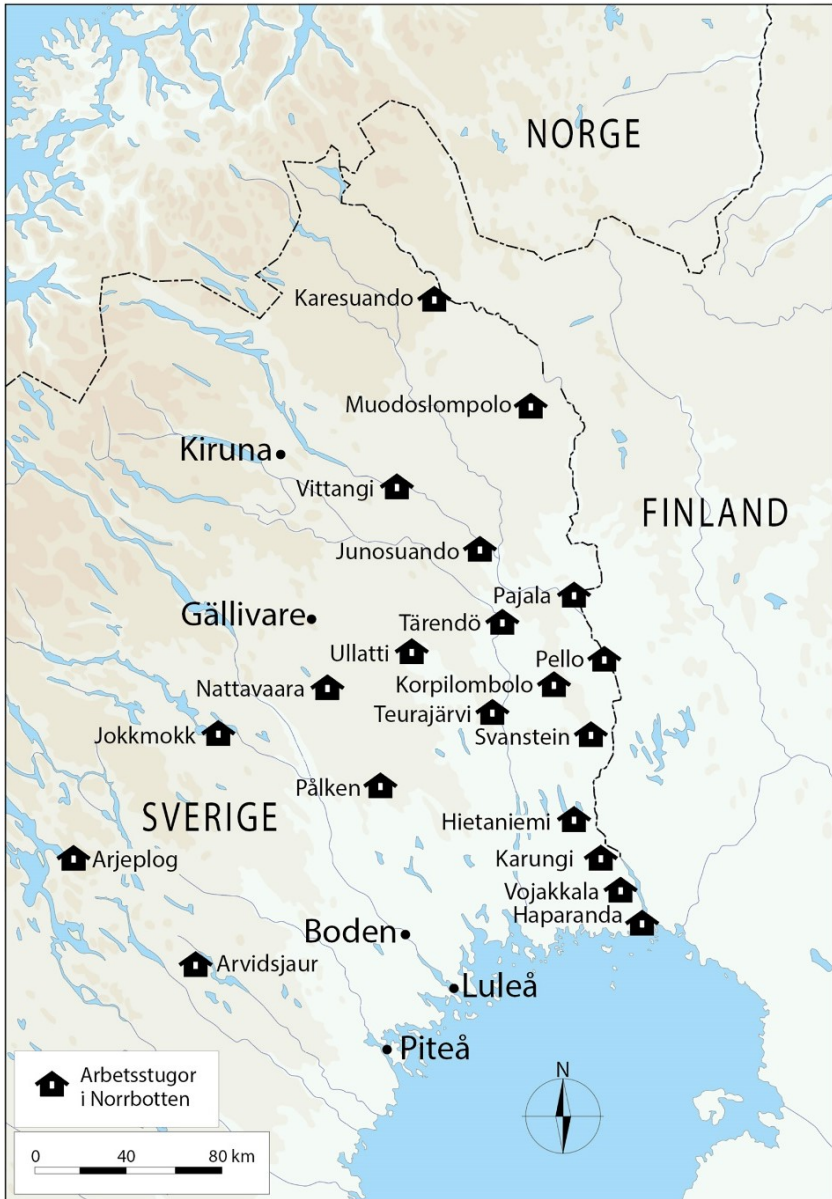 NORGE
Karesuando
Muodoslompolo
Kiruna
Vittangi
FINLAND
Junosuando
Pajala
Gällivare
Tärendö
Ullatti
Pello
Nattavaara
Korpilombolo
Teurajärvi
Jokkmokk
Svanstein
Pålken
SVERIGE
Hietaniemi
Arjeplog
Karungi
Vojakkala
Haparanda
Boden
Arvidsjaur
Luleå
Piteå
N
Arbetsstugor
i Norrbotten
0 40 80 km